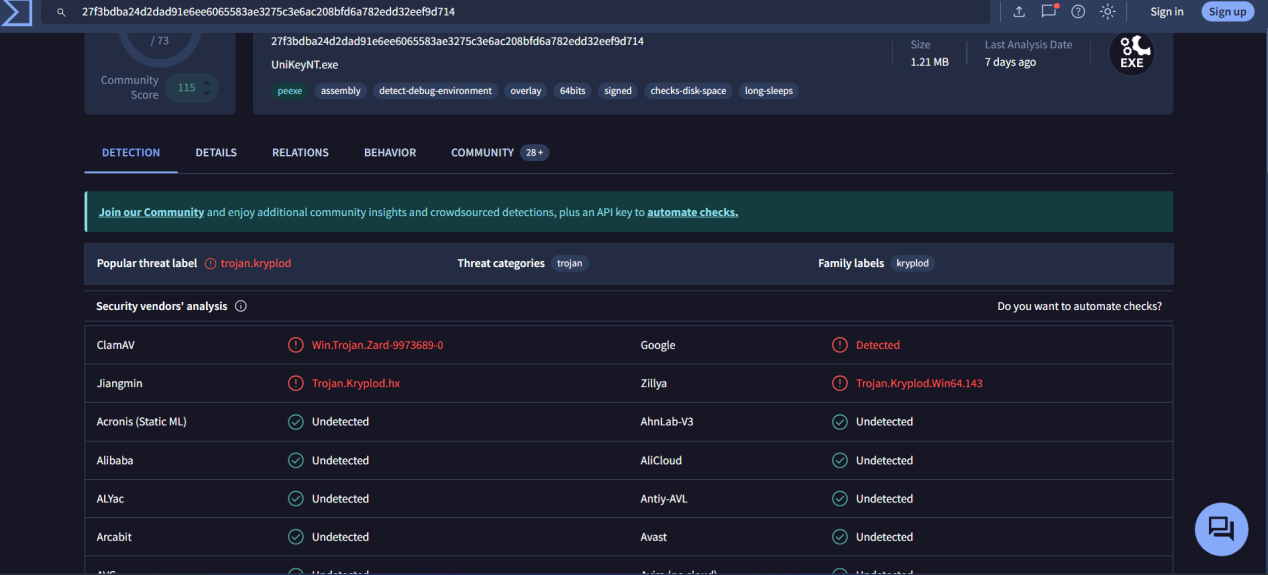 27f3bdba24d2dad91e6ee6065583ae3275c3e6ac208bfd6a782edd32eef9d714 Sign in Sign up
/ 73
Community Score 115
27f3bdba24d2dad91e6ee6065583ae3275c3e6ac208bfd6a782edd32eef9d714
UniKeyNT.exe
peexe assembly detect-debug-environment overlay 64bits signed checks-disk-space long-sleeps
Size
1.21 MB
Last Analysis Date
7 days ago
EXE
DETECTION DETAILS RELATIONS BEHAVIOR COMMUNITY 28+
Join our Community and enjoy additional community insights and crowdsourced detections, plus an API key to automate checks.
Popular threat label trojan.kryplod Threat categories trojan Family labels kryplod
Security vendors' analysis Do you want to automate checks?
ClamAV Win.Trojan.Zard-9973689-0 Google Detected
Jiangmin Trojan.Kryplod.hx Zillya Trojan.Kryplod.Win64.143
Acronis (Static ML) Undetected AhnLab-V3 Undetected
Alibaba Undetected AliCloud Undetected
ALYac Undetected Antiy-AVL Undetected
Arcabit Undetected Avast Undetected
AVG Undetected Avira (no cloud) Undetected